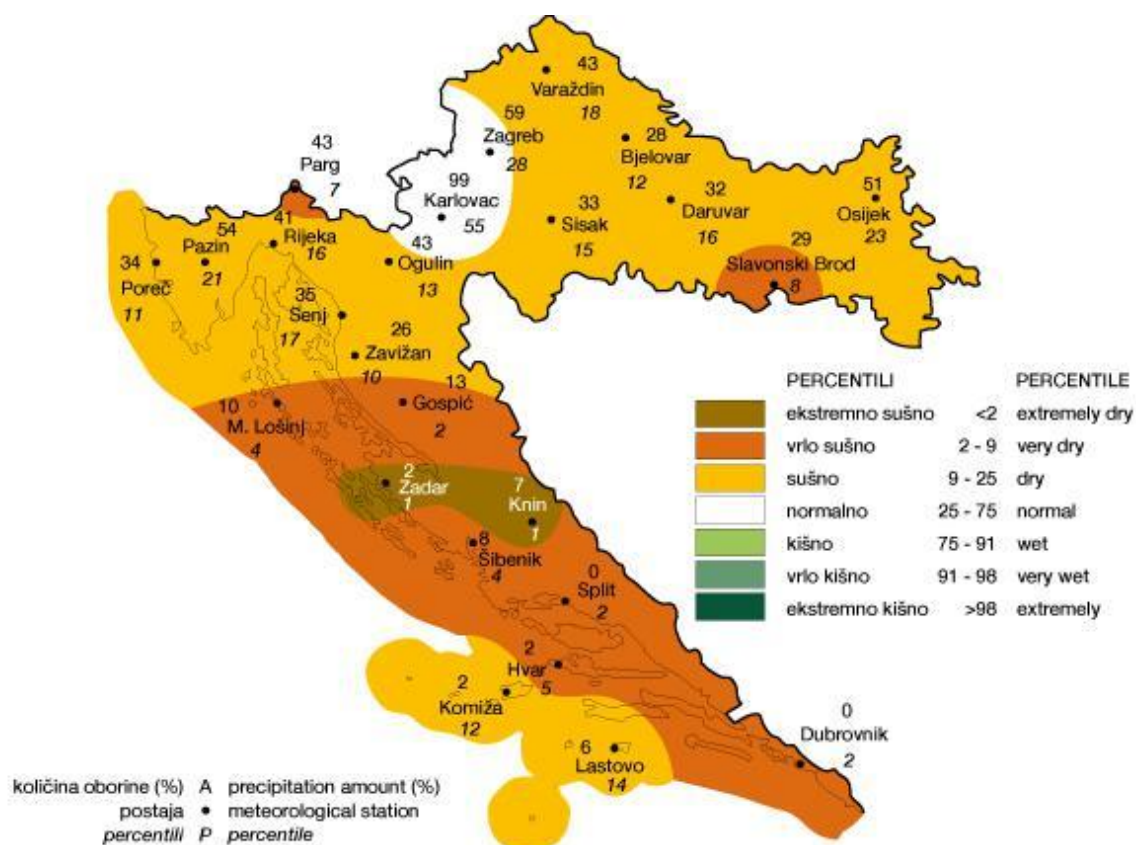 43
Varaždin
18
59
Zagreb
28
28
Bjelovar
12
43
Parg
7
99
Karlovac
55
33
Sisak
15
32
Daruvar
16
51
Osijek
23
29
Slavonski Brod
8
54
Pazin
21
41
Rijeka
16
43
Ogulin
13
34
Poreč
11
35
Senj
17
26
Zavižan
10
13
Gospić
2
10
M. Lošinj
4
2
Zadar
1
7
Knin
1
8
Šibenik
4
0
Split
2
2
Hvar
5
2
Komiža
12
6
Lastovo
14
0
Dubrovnik
2
PERCENTILI PERCENTILE
ekstremno sušno <2 extremely dry
vrlo sušno 2 - 9 very dry
sušno 9 - 25 dry
normalno 25 - 75 normal
kišno 75 - 91 wet
vrlo kišno 91 - 98 very wet
ekstremno kišno >98 extremely
količina oborine (%) A precipitation amount (%)
postaja • meteorological station
percentili P percentile